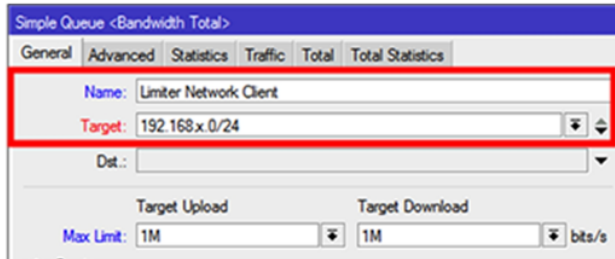 Simple Queue <Bandwidth Total>
General Advanced Statistics Traffic Total Total Statistics
Name: Limiter Network Client
Target: 192.168.x.0/24
Dst.:
Target Upload Target Download
Max Limit: 1M 1M bits/s